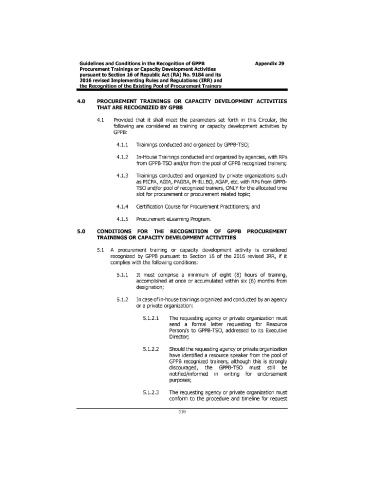 Guidelines and Conditions in the Recognition of GPPB Appendix 29
Procurement Trainings or Capacity Development Activities
pursuant to Section 16 of Republic Act (RA) No. 9184 and its
2016 revised Implementing Rules and Regulations (IRR) and
the Recognition of the Existing Pool of Procurement Trainers
4.0 PROCUREMENT TRAININGS OR CAPACITY DEVELOPMENT ACTIVITIES
THAT ARE RECOGNIZED BY GPBB
4.1 Provided that it shall meet the parameters set forth in this Circular, the
following are considered as training or capacity development activities by
GPPB:
4.1.1 Trainings conducted and organized by GPPB-TSO;
4.1.2 In-House Trainings conducted and organized by agencies, with RPs
from GPPB-TSO and/or from the pool of GPPB recognized trainers;
4.1.3 Trainings conducted and organized by private organizations such
as etc. with RPs from GPPB-
TSO and/or pool of recognized trainers, ONLY for the allocated time
slot for procurement or procurement related topic;
4.1.4 Certification Course for Procurement Practitioners; and
4.1.5 Procurement eLearning Program.
5.0 CONDITIONS FOR THE RECOGNITION OF GPPB PROCUREMENT
TRAININGS OR CAPACITY DEVELOPMENT ACTIVITIES
5.1 A procurement training or capacity development activity is considered
recognized by GPPB pursuant to Section 16 of the 2016 revised IRR, if it
complies with the following conditions:
5.1.1 It must comprise a minimum of eight (8) hours of training,
accomplished at once or accumulated within six (6) months from
designation;
5.1.2 In case of in-house trainings organized and conducted by an agency
or a private organization:
5.1.2.1 The requesting agency or private organization must
send a formal letter requesting for Resource
Person/s to GPPB-TSO, addressed to its Executive
Director;
5.1.2.2 Should the requesting agency or private organization
have identified a resource speaker from the pool of
GPPB recognized trainers, although this is strongly
discouraged, the GPPB-TSO must still be
notified/informed in writing for endorsement
purposes;
5.1.2.3 The requesting agency or private organization must
conform to the procedure and timeline for request